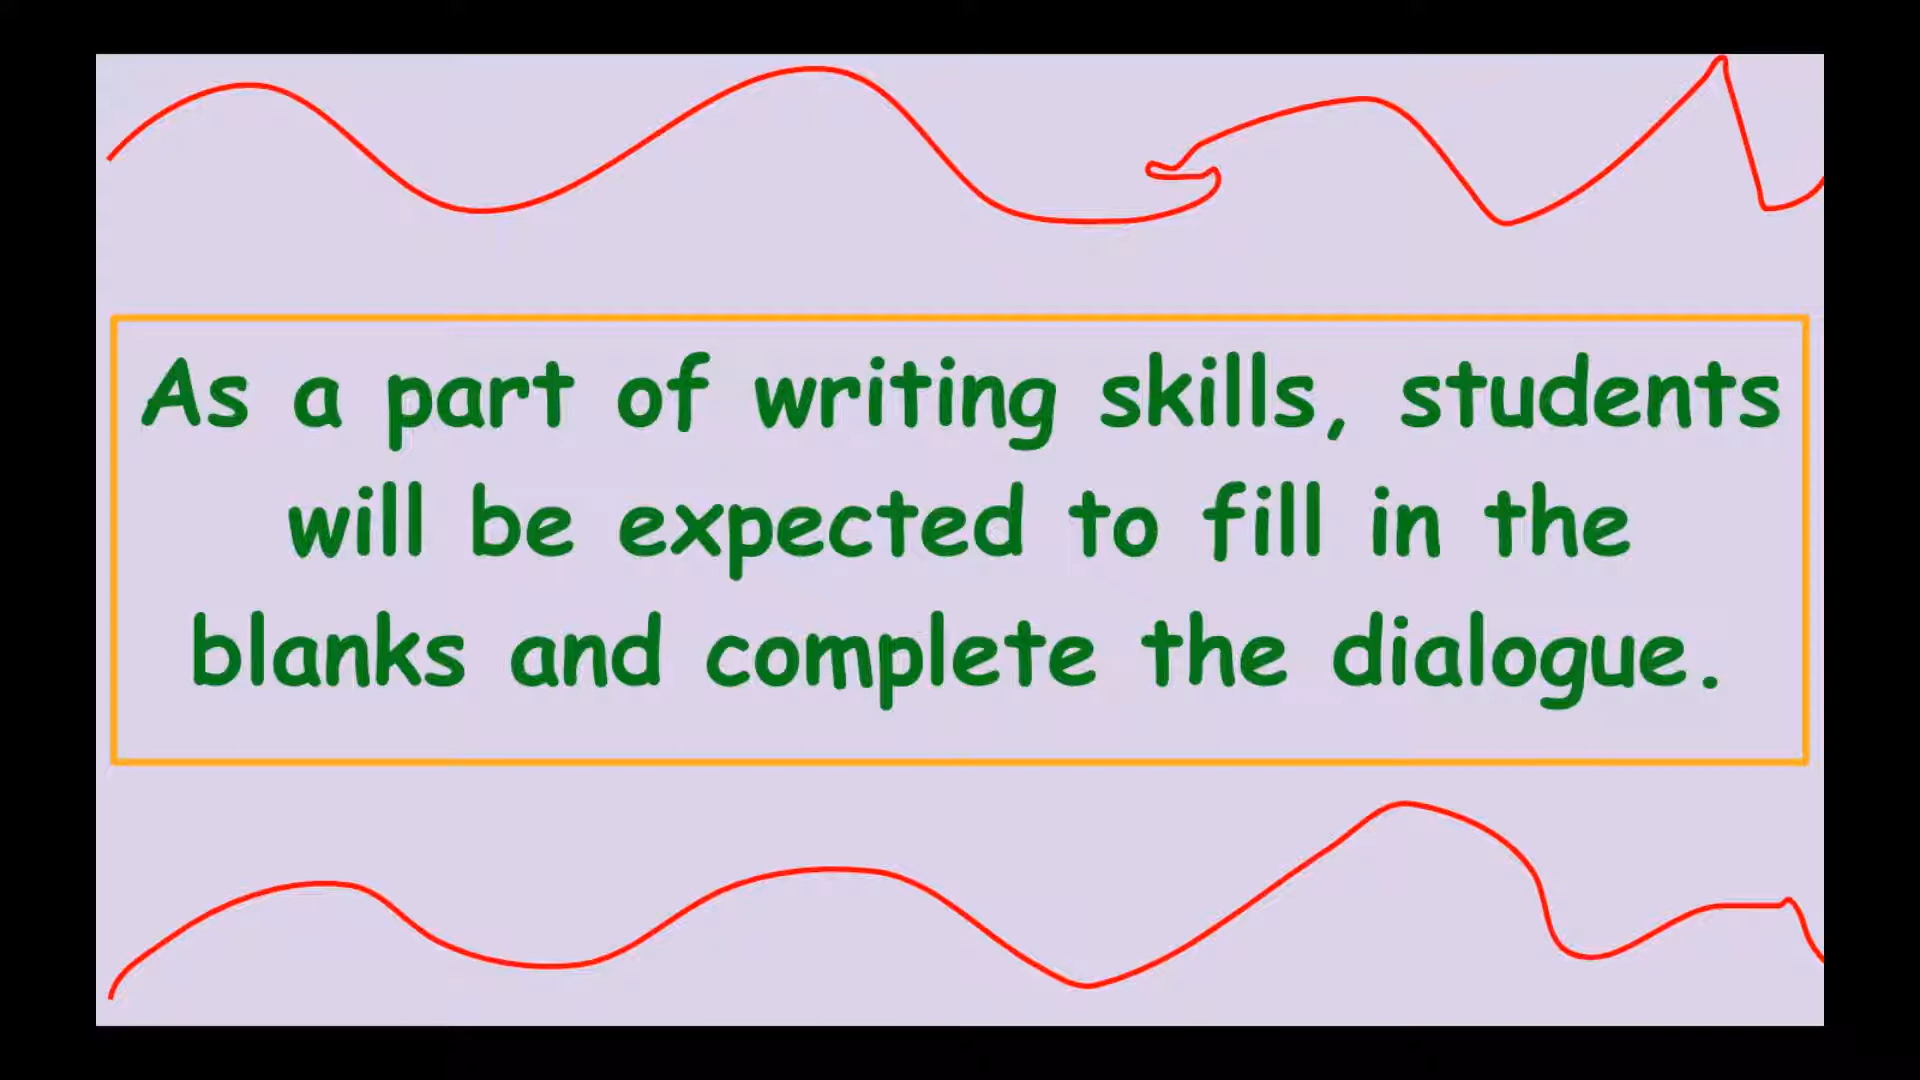 As a part of writing skills, students
will be expected to fill in the
blanks and complete the dialogue.